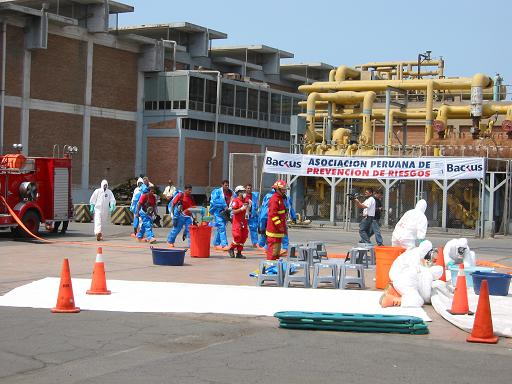 Backus ASOCIACION PERUANA DE Backus
PREVENCION DE RIESGOS